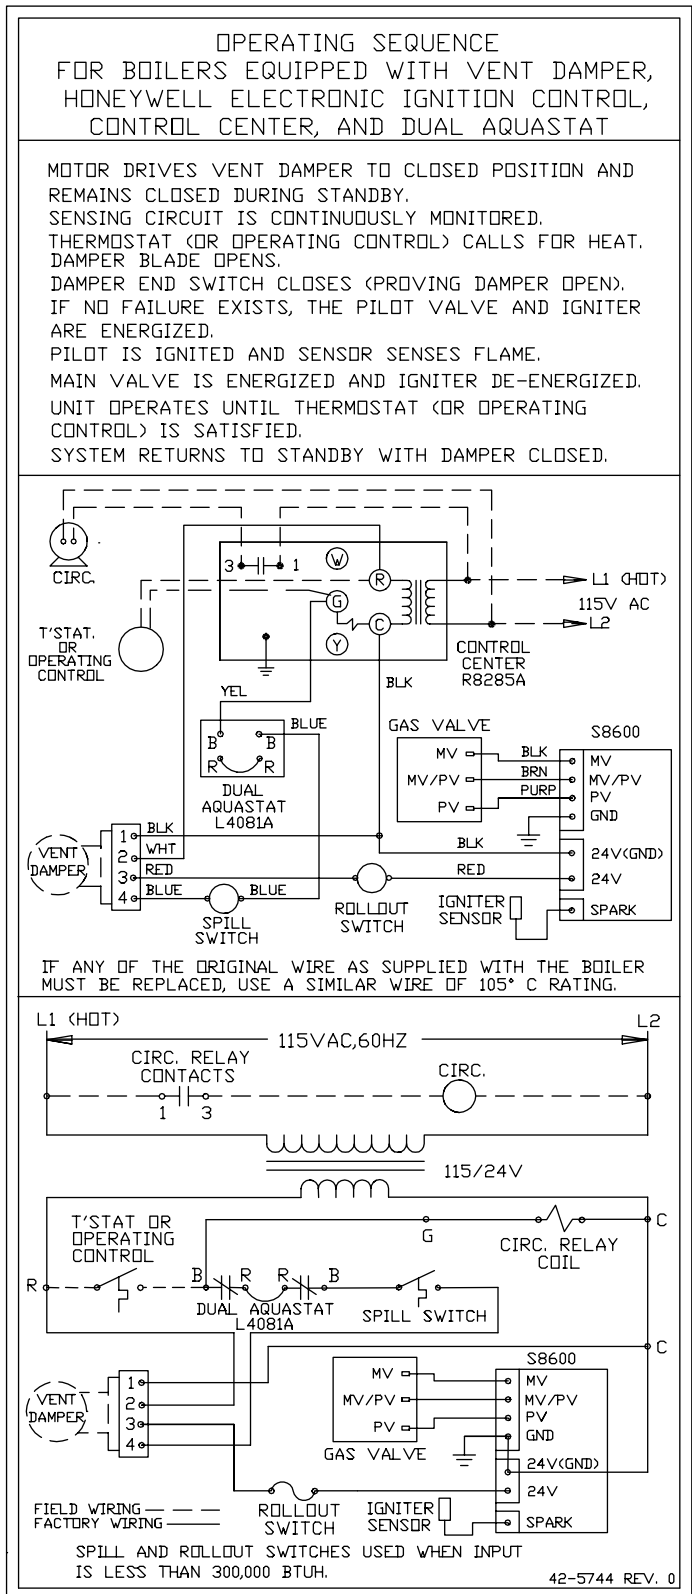 OPERATING SEQUENCE
FOR BOILERS EQUIPPED WITH VENT DAMPER,
HONEYWELL ELECTRONIC IGNITION CONTROL,
CONTROL CENTER, AND DUAL AQUASTAT
MOTOR DRIVES VENT DAMPER TO CLOSED POSITION AND
REMAINS CLOSED DURING STANDBY.
SENSING CIRCUIT IS CONTINUOUSLY MONITORED.
THERMOSTAT (OR OPERATING CONTROL) CALLS FOR HEAT.
DAMPER BLADE OPENS.
DAMPER END SWITCH CLOSES (PROVING DAMPER OPEN).
IF NO FAILURE EXISTS, THE PILOT VALVE AND IGNITER
ARE ENERGIZED.
PILOT IS IGNITED AND SENSOR SENSES FLAME.
MAIN VALVE IS ENERGIZED AND IGNITER DE-ENERGIZED.
UNIT OPERATES UNTIL THERMOSTAT (OR OPERATING
CONTROL) IS SATISFIED.
SYSTEM RETURNS TO STANDBY WITH DAMPER CLOSED.
CIRC.
3
1
W
R
G
C
Y
L1 (HOT)
115V AC
L2
T'STAT.
OR
OPERATING
CONTROL
CONTROL
CENTER
R8285A
BLK
YEL
BLUE
B
B
R
R
DUAL
AQUASTAT
L4081A
GAS VALVE
MV
MV/PV
PV
BLK
BRN
PURP
S8600
MV
MV/PV
PV
GND
24V(GND)
24V
SPARK
VENT
DAMPER
1
2
3
4
BLK
WHT
RED
BLUE
BLUE
SPILL
SWITCH
ROLLOUT
SWITCH
BLK
RED
IGNITER
SENSOR
IF ANY OF THE ORIGINAL WIRE AS SUPPLIED WITH THE BOILER
MUST BE REPLACED, USE A SIMILAR WIRE OF 105° C RATING.
L1 (HOT)
L2
115VAC,60HZ
CIRC. RELAY
CONTACTS
1
3
CIRC.
115/24V
T'STAT OR
OPERATING
CONTROL
G
C
CIRC. RELAY
COIL
R
B
R
R
B
DUAL AQUASTAT
L4081A
SPILL SWITCH
C
VENT
DAMPER
1
2
3
4
MV
MV/PV
PV
GAS VALVE
S8600
MV
MV/PV
PV
GND
24V(GND)
24V
SPARK
ROLLOUT
SWITCH
IGNITER
SENSOR
FIELD WIRING
FACTORY WIRING
SPILL AND ROLLOUT SWITCHES USED WHEN INPUT
IS LESS THAN 300,000 BTUH.
42-5744 REV. 0